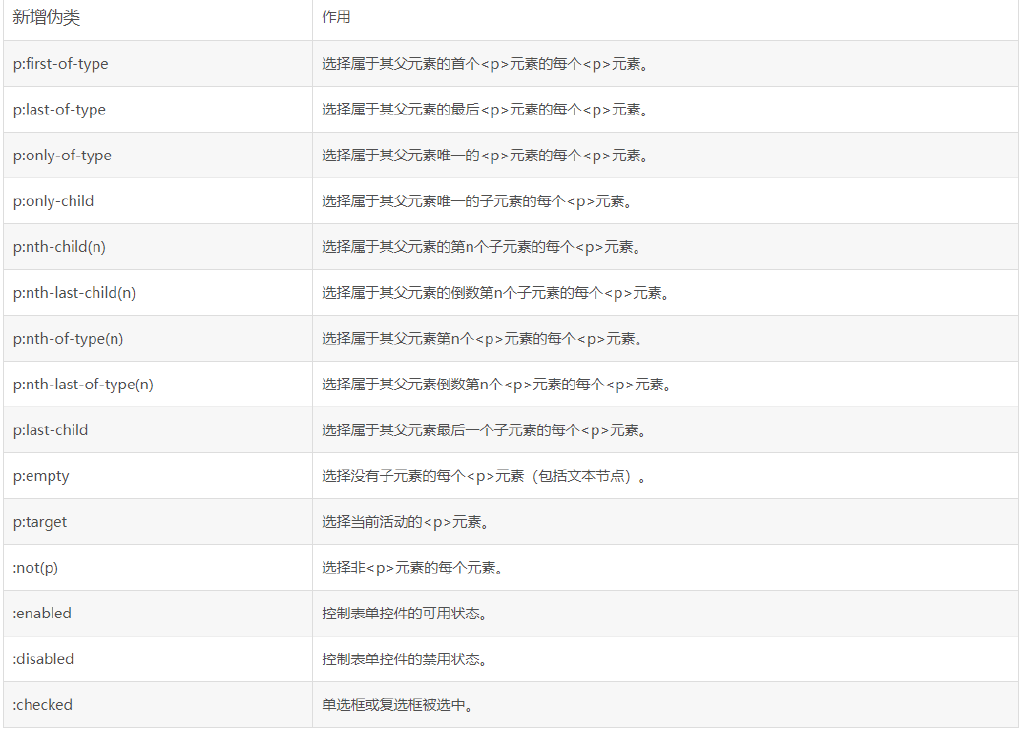 新增伪类 作用
p:first-of-type 选择属于其父元素的首个<p>元素的每个<p>元素。
p:last-of-type 选择属于其父元素的最后<p>元素的每个<p>元素。
p:only-of-type 选择属于其父元素唯一的<p>元素的每个<p>元素。
p:only-child 选择属于其父元素唯一的子元素的每个<p>元素。
p:nth-child(n) 选择属于其父元素的第n个子元素的每个<p>元素。
p:nth-last-child(n) 选择属于其父元素的倒数第n个子元素的每个<p>元素。
p:nth-of-type(n) 选择属于其父元素第n个<p>元素的每个<p>元素.
p:nth-last-of-type(n) 选择属于其父元素倒数第n个<p>元素的每个<p>元素。
p:last-child 选择属于其父元素最后一个子元素的每个<p>元素。
p:empty 选择没有子元素的每个<p>元素（包括文本节点）。
p:target 选择当前活动的<p>元素。
:not(p) 选择非<p>元素的每个元素。
:enabled 控制表单控件的可用状态。
:disabled 控制表单控件的禁用状态。
:checked 单选框或复选框被选中。